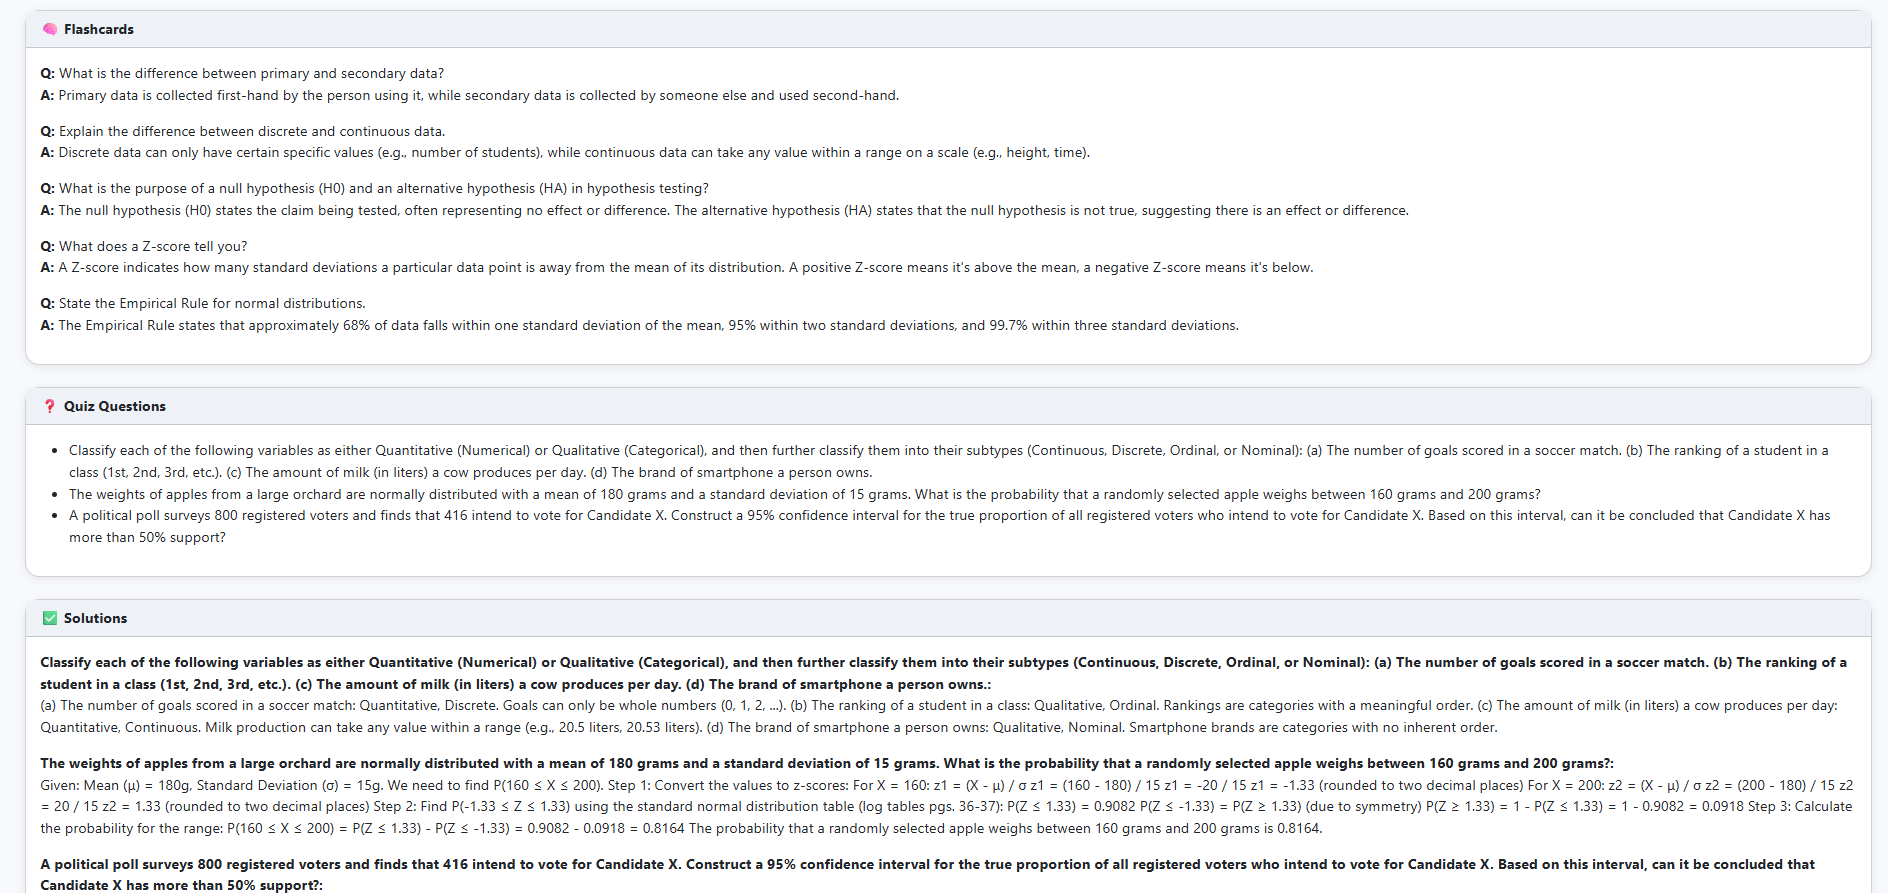 🧠 Flashcards
Q: What is the difference between primary and secondary data?
A: Primary data is collected first-hand by the person using it, while secondary data is collected by someone else and used second-hand.
Q: Explain the difference between discrete and continuous data.
A: Discrete data can only have certain specific values (e.g., number of students), while continuous data can take any value within a range on a scale (e.g., height, time).
Q: What is the purpose of a null hypothesis (H0) and an alternative hypothesis (HA) in hypothesis testing?
A: The null hypothesis (H0) states the claim being tested, often representing no effect or difference. The alternative hypothesis (HA) states that the null hypothesis is not true, suggesting there is an effect or difference.
Q: What does a Z-score tell you?
A: A Z-score indicates how many standard deviations a particular data point is away from the mean of its distribution. A positive Z-score means it's above the mean, a negative Z-score means it's below.
Q: State the Empirical Rule for normal distributions.
A: The Empirical Rule states that approximately 68% of data falls within one standard deviation of the mean, 95% within two standard deviations, and 99.7% within three standard deviations.
❓ Quiz Questions
• Classify each of the following variables as either Quantitative (Numerical) or Qualitative (Categorical), and then further classify them into their subtypes (Continuous, Discrete, Ordinal, or Nominal): (a) The number of goals scored in a soccer match. (b) The ranking of a student in a
class (1st, 2nd, 3rd, etc.). (c) The amount of milk (in liters) a cow produces per day. (d) The brand of smartphone a person owns.
• The weights of apples from a large orchard are normally distributed with a mean of 180 grams and a standard deviation of 15 grams. What is the probability that a randomly selected apple weighs between 160 grams and 200 grams?
• A political poll surveys 800 registered voters and finds that 416 intend to vote for Candidate X. Construct a 95% confidence interval for the true proportion of all registered voters who intend to vote for Candidate X. Based on this interval, can it be concluded that Candidate X has
more than 50% support?
✅ Solutions
Classify each of the following variables as either Quantitative (Numerical) or Qualitative (Categorical), and then further classify them into their subtypes (Continuous, Discrete, Ordinal, or Nominal): (a) The number of goals scored in a soccer match. (b) The ranking of a
student in a class (1st, 2nd, 3rd, etc.). (c) The amount of milk (in liters) a cow produces per day. (d) The brand of smartphone a person owns.:
(a) The number of goals scored in a soccer match: Quantitative, Discrete. Goals can only be whole numbers (0, 1, 2, ...). (b) The ranking of a student in a class: Qualitative, Ordinal. Rankings are categories with a meaningful order. (c) The amount of milk (in liters) a cow produces per day:
Quantitative, Continuous. Milk production can take any value within a range (e.g., 20.5 liters, 20.53 liters). (d) The brand of smartphone a person owns: Qualitative, Nominal. Smartphone brands are categories with no inherent order.
The weights of apples from a large orchard are normally distributed with a mean of 180 grams and a standard deviation of 15 grams. What is the probability that a randomly selected apple weighs between 160 grams and 200 grams?:
Given: Mean (μ) = 180g, Standard Deviation (σ) = 15g. We need to find P(160 ≤ X ≤ 200). Step 1: Convert the values to z-scores: For X = 160: z1 = (X - μ) / σ z1 = (160 - 180) / 15 z1 = -20 / 15 z1 = -1.33 (rounded to two decimal places) For X = 200: z2 = (X - μ) / σ z2 = (200 - 180) / 15 z2
= 20 / 15 z2 = 1.33 (rounded to two decimal places) Step 2: Find P(-1.33 ≤ Z ≤ 1.33) using the standard normal distribution table (log tables pgs. 36-37): P(Z ≤ 1.33) = 0.9082 P(Z ≤ -1.33) = P(Z ≥ 1.33) (due to symmetry) P(Z ≥ 1.33) = 1 - P(Z ≤ 1.33) = 1 - 0.9082 = 0.0918 Step 3: Calculate
the probability for the range: P(160 ≤ X ≤ 200) = P(Z ≤ 1.33) - P(Z ≤ -1.33) = 0.9082 - 0.0918 = 0.8164 The probability that a randomly selected apple weighs between 160 grams and 200 grams is 0.8164.
A political poll surveys 800 registered voters and finds that 416 intend to vote for Candidate X. Construct a 95% confidence interval for the true proportion of all registered voters who intend to vote for Candidate X. Based on this interval, can it be concluded that
Candidate X has more than 50% support?: